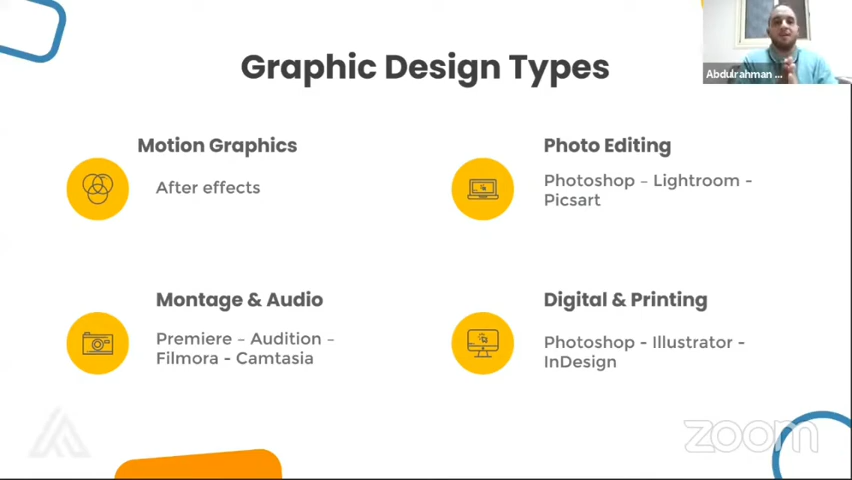 Graphic Design Types
Abdulrahman ...
Motion Graphics
After effects
Photo Editing
Photoshop – Lightroom -
Picsart
Montage & Audio
Premiere – Audition –
Filmora - Camtasia
Digital & Printing
Photoshop - Illustrator -
InDesign
zoom